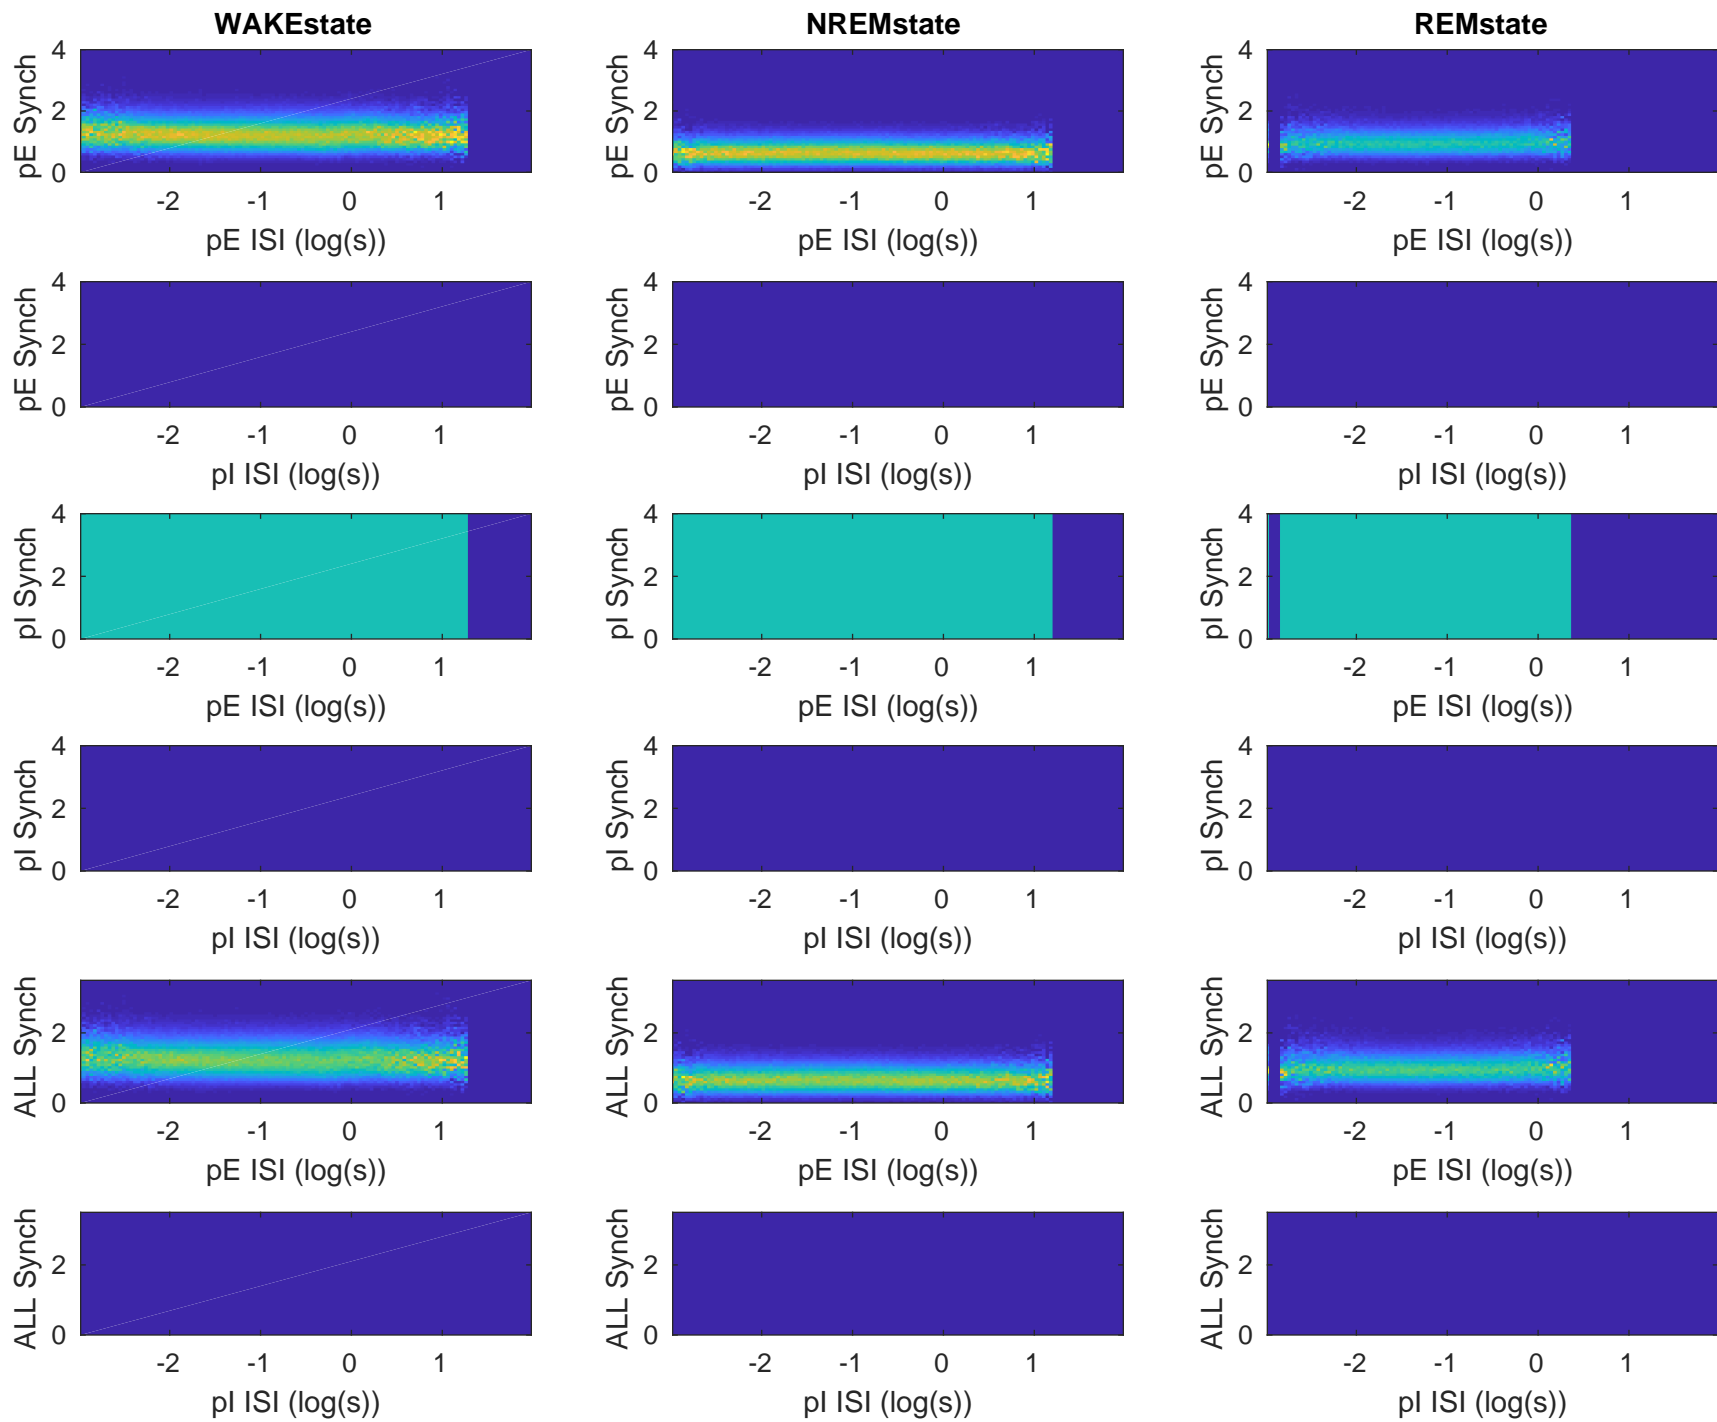 WAKEstate NREMstate REMstate
pE Synch 4 2 0 pE Synch 4 2 0 pE Synch 4 2 0
-2 -1 0 1 -2 -1 0 1 -2 -1 0 1
pE ISI (log(s)) pE ISI (log(s)) pE ISI (log(s))
pE Synch 4 2 0 pE Synch 4 2 0 pE Synch 4 2 0
-2 -1 0 1 -2 -1 0 1 -2 -1 0 1
pI ISI (log(s)) pI ISI (log(s)) pI ISI (log(s))
pI Synch 4 2 0 pI Synch 4 2 0 pI Synch 4 2 0
-2 -1 0 1 -2 -1 0 1 -2 -1 0 1
pE ISI (log(s)) pE ISI (log(s)) pE ISI (log(s))
pI Synch 4 2 0 pI Synch 4 2 0 pI Synch 4 2 0
-2 -1 0 1 -2 -1 0 1 -2 -1 0 1
pI ISI (log(s)) pI ISI (log(s)) pI ISI (log(s))
ALL Synch 2 0 ALL Synch 2 0 ALL Synch 2 0
-2 -1 0 1 -2 -1 0 1 -2 -1 0 1
pE ISI (log(s)) pE ISI (log(s)) pE ISI (log(s))
ALL Synch 2 0 ALL Synch 2 0 ALL Synch 2 0
-2 -1 0 1 -2 -1 0 1 -2 -1 0 1
pI ISI (log(s)) pI ISI (log(s)) pI ISI (log(s))